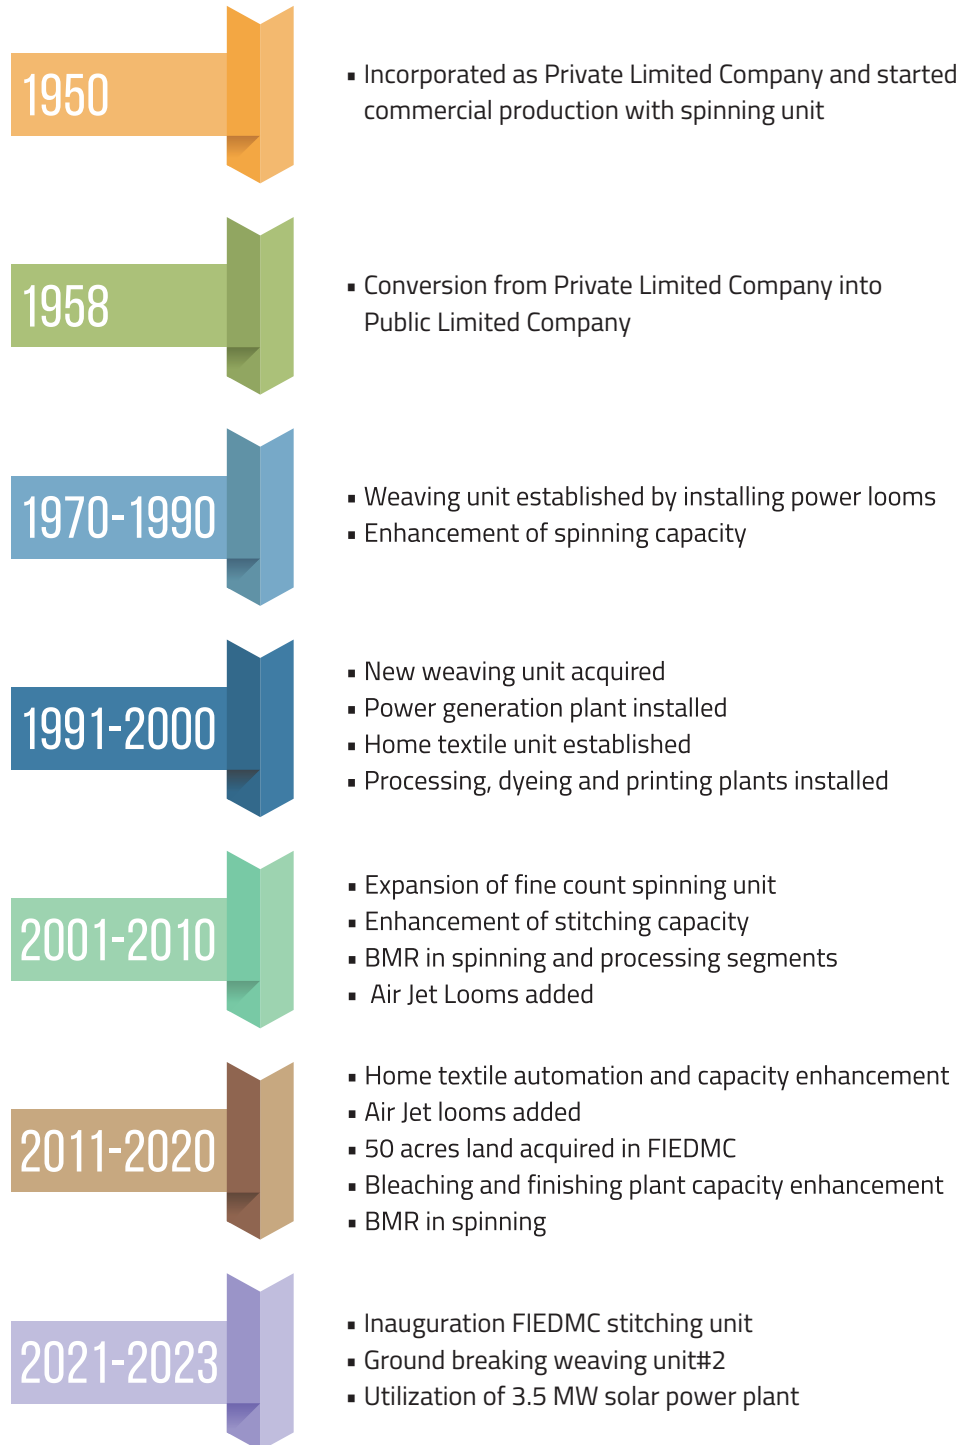 1950
▪ Incorporated as Private Limited Company and started
commercial production with spinning unit
1958
▪ Conversion from Private Limited Company into
Public Limited Company
1970-1990
▪ Weaving unit established by installing power looms
▪ Enhancement of spinning capacity
1991-2000
▪ New weaving unit acquired
▪ Power generation plant installed
▪ Home textile unit established
▪ Processing, dyeing and printing plants installed
2001-2010
▪ Expansion of fine count spinning unit
▪ Enhancement of stitching capacity
▪ BMR in spinning and processing segments
▪ Air Jet Looms added
2011-2020
▪ Home textile automation and capacity enhancement
▪ Air Jet looms added
▪ 50 acres land acquired in FIEDMC
▪ Bleaching and finishing plant capacity enhancement
▪ BMR in spinning
2021-2023
▪ Inauguration FIEDMC stitching unit
▪ Ground breaking weaving unit#2
▪ Utilization of 3.5 MW solar power plant